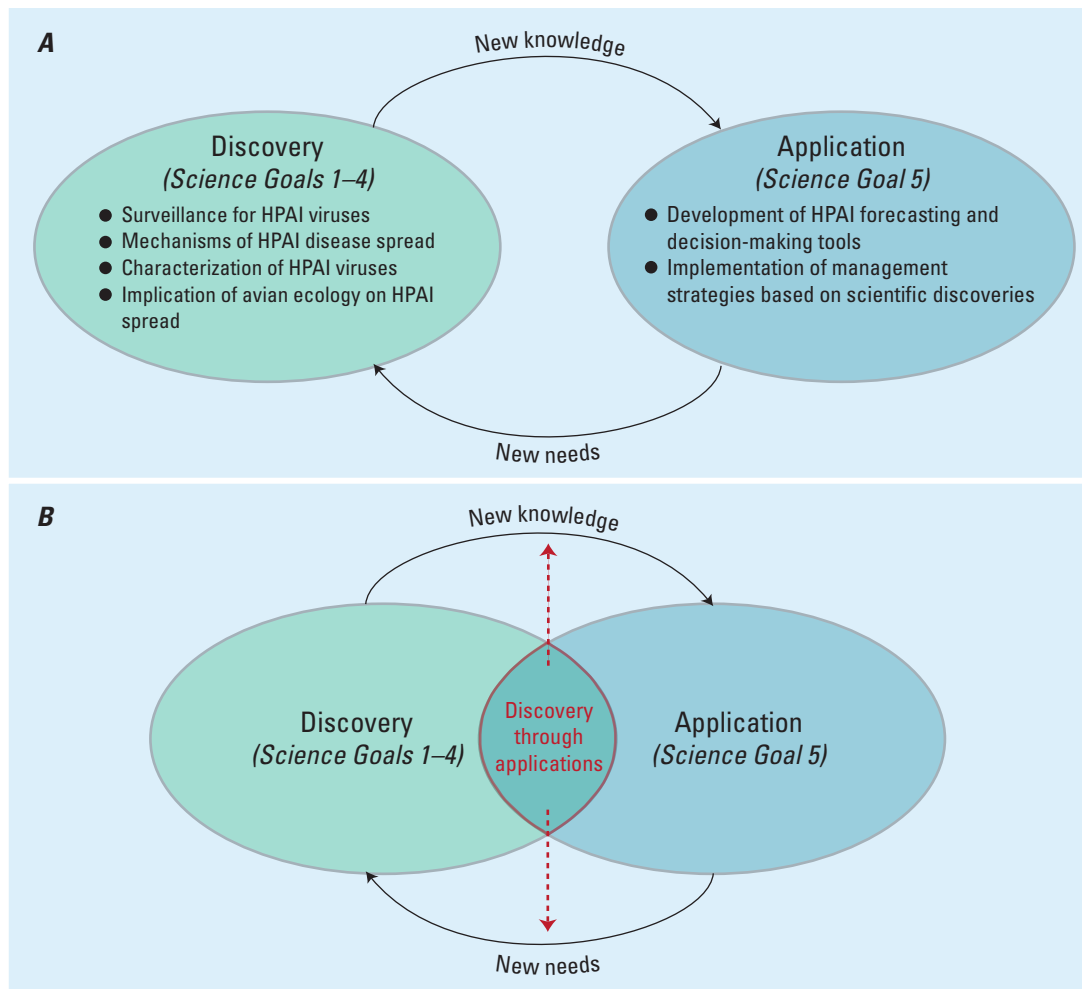 A
New knowledge
Discovery
(Science Goals 1–4)
● Surveillance for HPAI viruses
● Mechanisms of HPAI disease spread
● Characterization of HPAI viruses
● Implication of avian ecology on HPAI
spread
Application
(Science Goal 5)
● Development of HPAI forecasting and
decision-making tools
● Implementation of management
strategies based on scientific discoveries
New needs
B
New knowledge
Discovery
(Science Goals 1–4)
Discovery
through
applications
Application
(Science Goal 5)
New needs